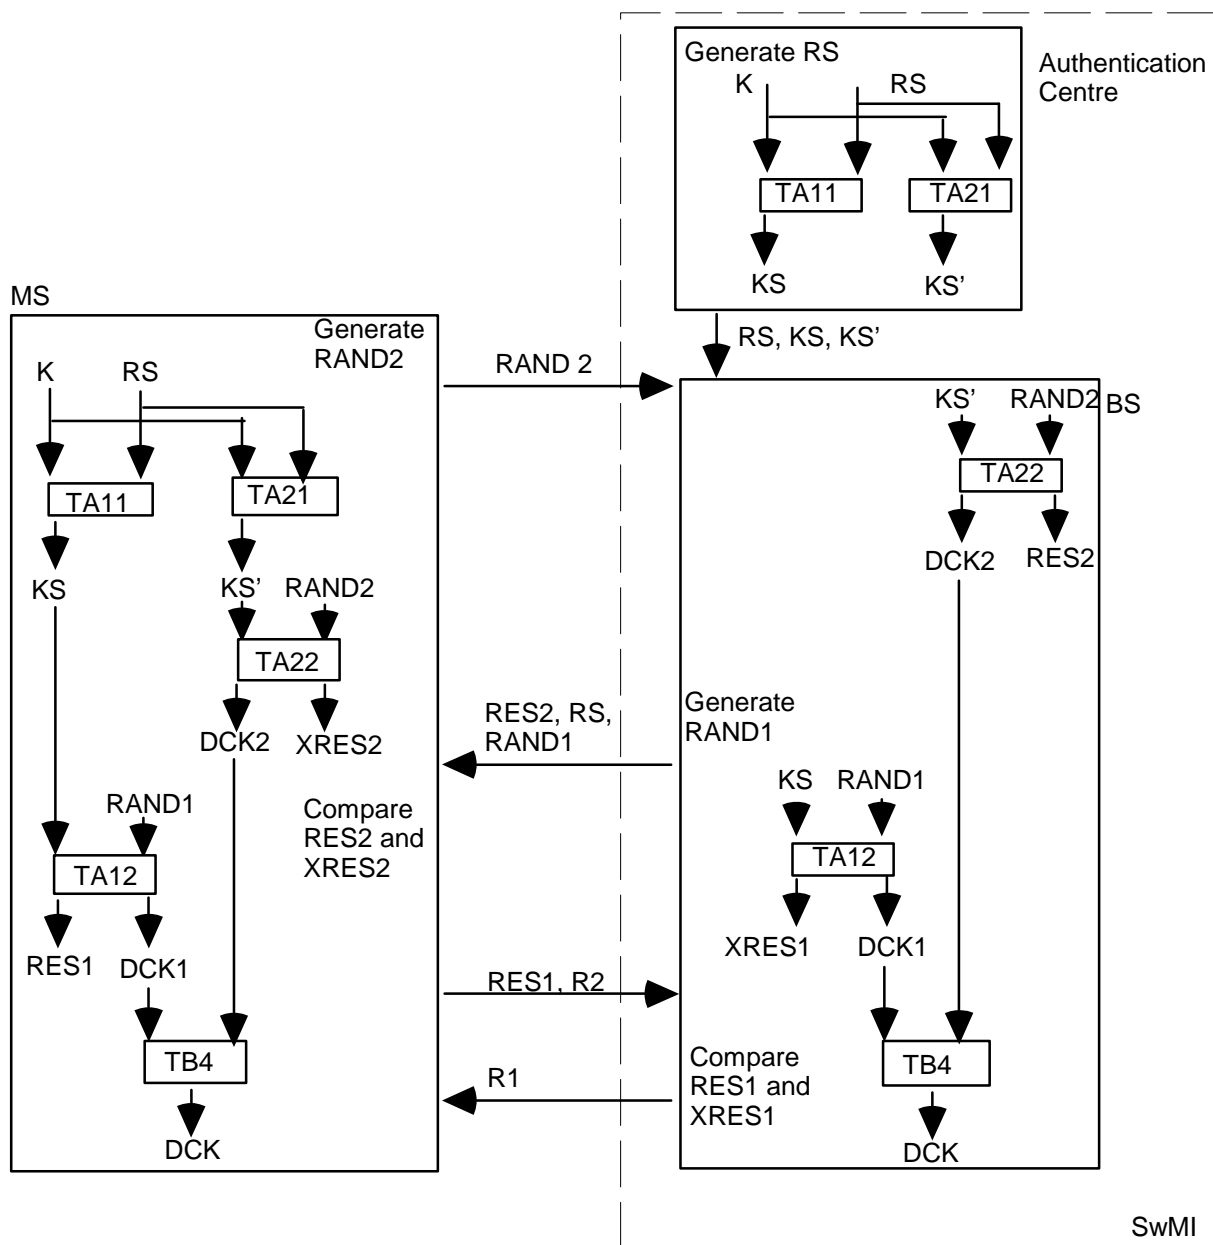 Generate RS
K
RS
Authentication
Centre
TA11
TA21
KS
KS’
RS, KS, KS’
MS
Generate
RAND2
K
RS
TA11
TA21
KS
KS’
RAND2
TA22
DCK2
XRES2
RAND1
Compare
RES2 and
XRES2
TA12
RES1
DCK1
TB4
DCK
RAND 2
RES2, RS,
RAND1
RES1, R2
R1
BS
KS’
RAND2
TA22
DCK2
RES2
Generate
RAND1
KS
RAND1
TA12
XRES1
DCK1
Compare
RES1 and
XRES1
TB4
DCK
SwMI